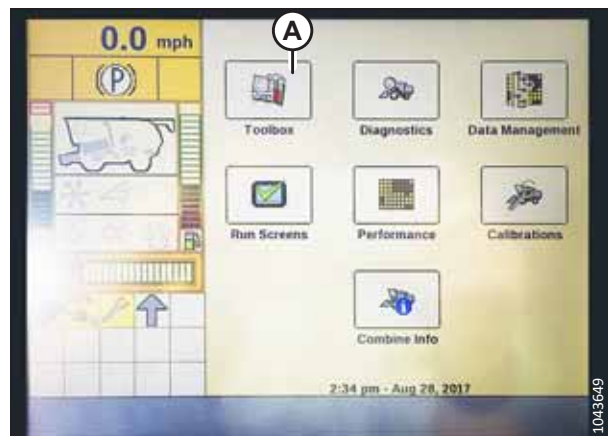 0.0 mph
A
(P)
Toolbox
Diagnostics
Data Management
Run Screens
Performance
Calibrations
Combine Info
2:34 pm - Aug 28, 2017
1043649